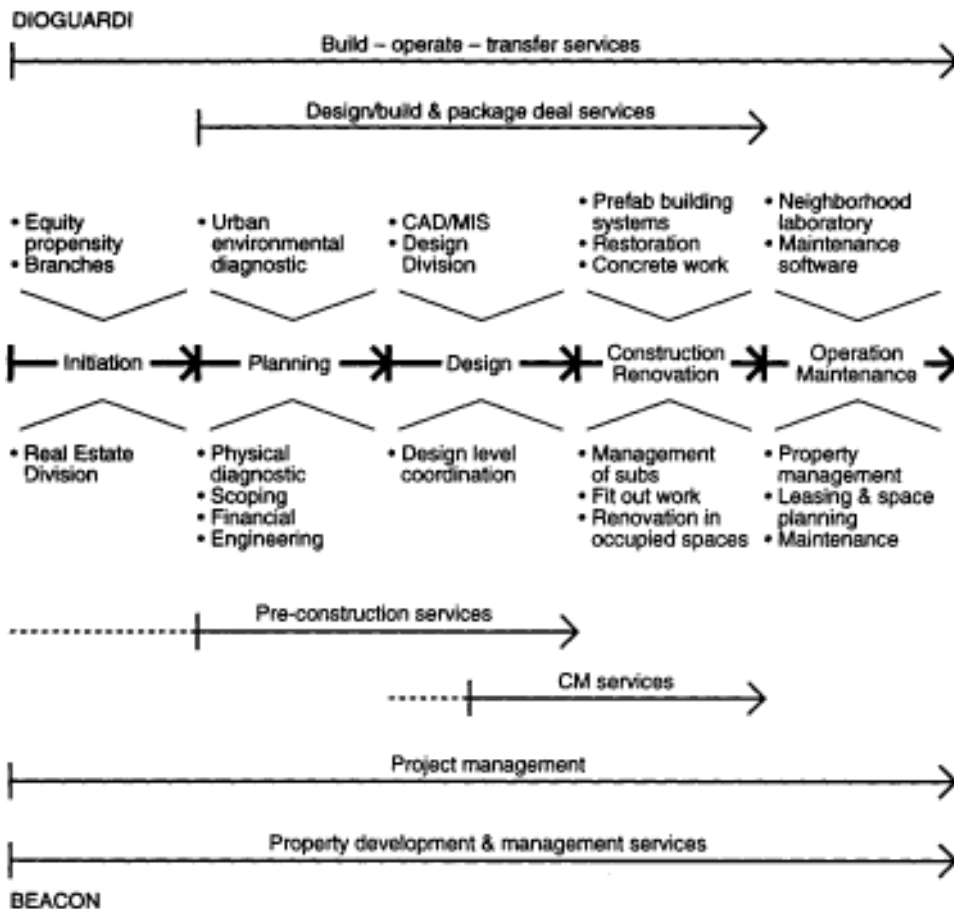 DIOGUARDI
Build – operate – transfer services
Design/build & package deal services
• Equity
propensity
• Branches
• Urban
environmental
diagnostic
• CAD/MIS
• Design
Division
• Prefab building
systems
• Restoration
• Concrete work
• Neighborhood
laboratory
• Maintenance
software
Initiation
Planning
Design
Construction
Renovation
Operation
Maintenance
• Real Estate
Division
• Physical
diagnostic
• Scoping
• Financial
• Engineering
• Design level
coordination
• Management
of subs
• Fit out work
• Renovation in
occupied spaces
• Property
management
• Leasing & space
planning
• Maintenance
Pre-construction services
CM services
Project management
Property development & management services
BEACON